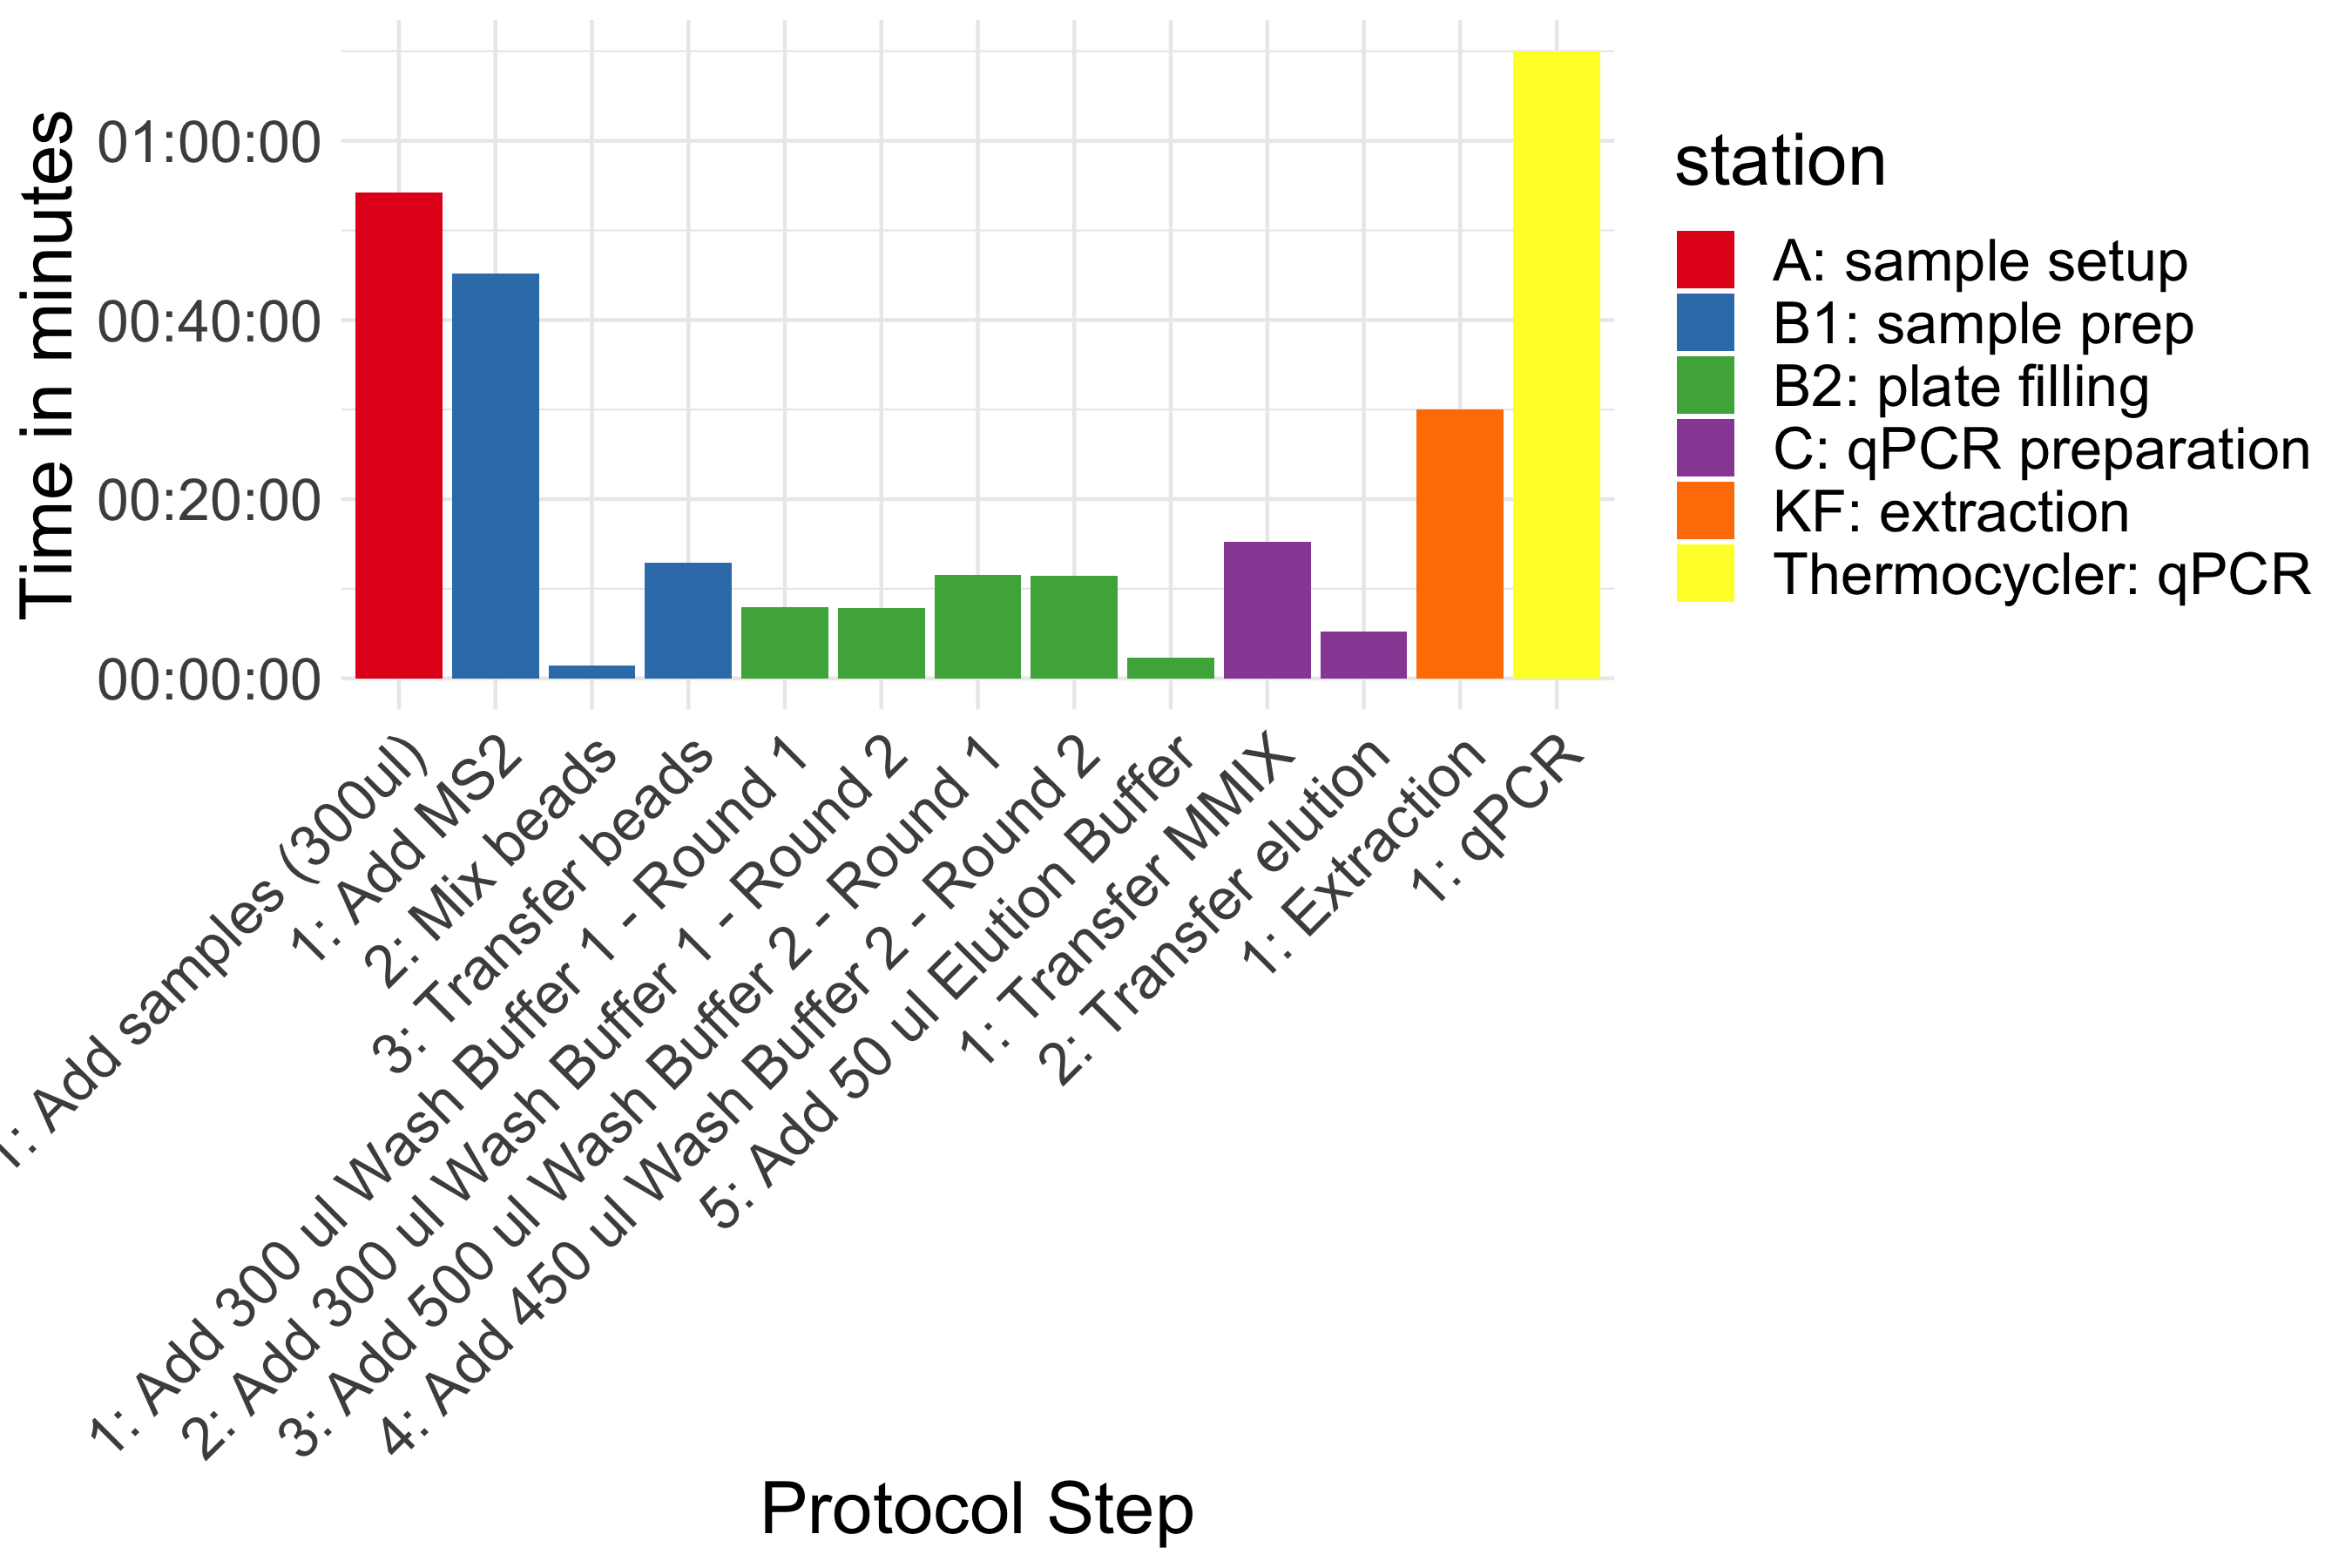 Time in minutes
01:00:00
00:40:00
00:20:00
00:00:00
1: Add samples (300ul)
1: Add MS2
2: Mix beads
3: Transfer beads
1: Add 300 ul Wash Buffer 1 - Round 1
2: Add 300 ul Wash Buffer 1 - Round 2
3: Add 500 ul Wash Buffer 2 - Round 1
4: Add 450 ul Wash Buffer 2 - Round 2
5: Add 50 ul Elution Buffer
1: Transfer MMIX
2: Transfer elution
1: Extraction
1: qPCR
Protocol Step
station
A: sample setup
B1: sample prep
B2: plate filling
C: qPCR preparation
KF: extraction
Thermocycler: qPCR